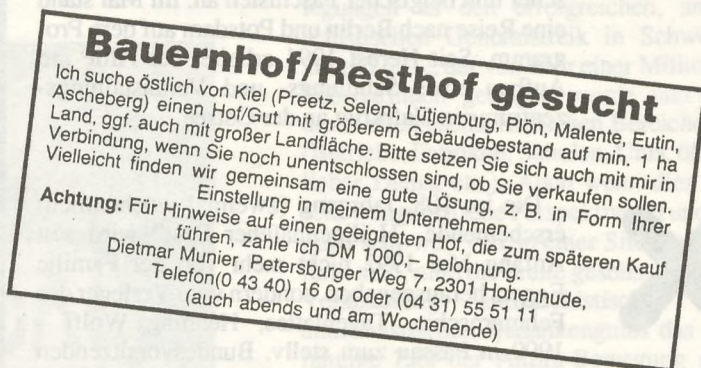 Bauernhof/Resthof gesucht
Ich suche östlich von Kiel (Preetz, Selent, Lütjenburg, Plön, Malente, Eutin,
Ascheberg) einen Hof/Gut mit größerem Gebäudebestand auf min. 1 ha
Land, ggf. auch mit großer Landfläche. Bitte setzen Sie sich auch mit mir in
Verbindung, wenn Sie noch unentschlossen sind, ob Sie verkaufen sollen.
Vielleicht finden wir gemeinsam eine gute Lösung, z. B. in Form Ihrer
Einstellung in meinem Unternehmen.
Achtung: Für Hinweise auf einen geeigneten Hof, die zum späteren Kauf
führen, zahle ich DM 1000,- Belohnung.
Dietmar Munier, Petersburger Weg 7, 2301 Hohenhude,
Telefon (0 43 40) 16 01 oder (04 31) 55 51 11
(auch abends und am Wochenende)